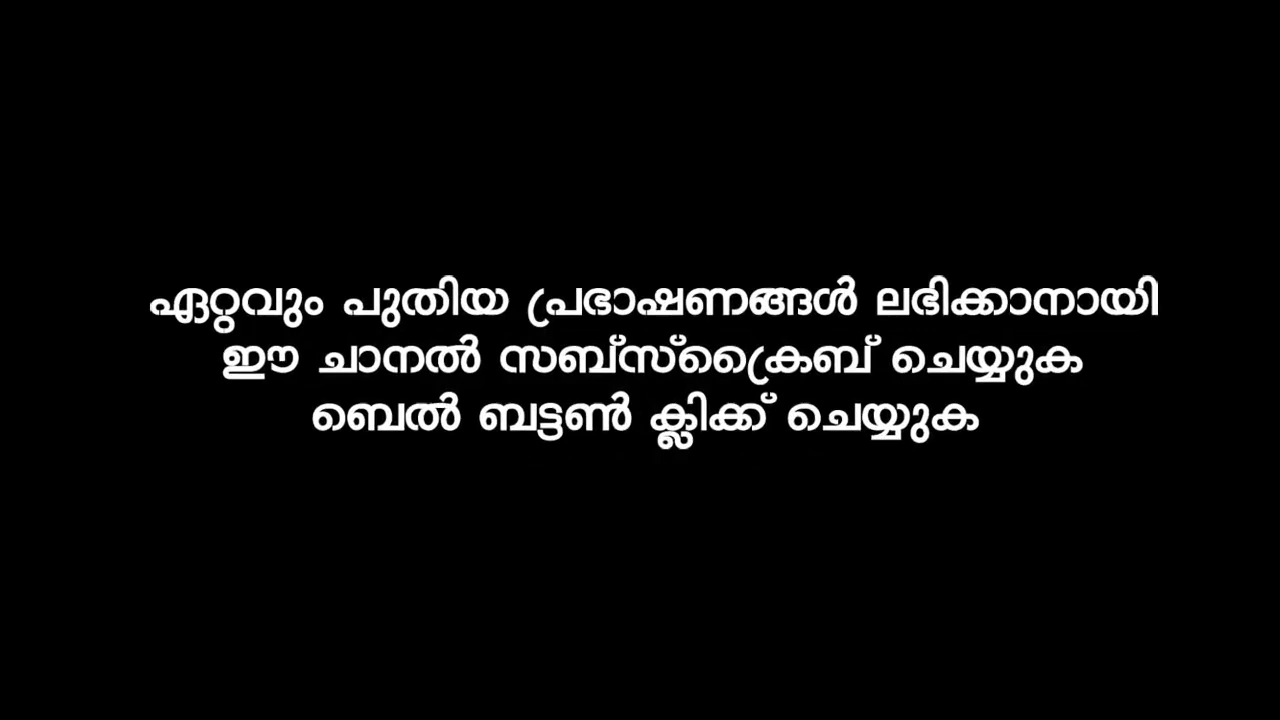 ഏറ്റവും പുതിയ പ്രഭാഷണങ്ങൾ ലഭിക്കാനായി
ഈ ചാനൽ സബ്സ്ക്രൈബ് ചെയ്യുക
ബെൽ ബട്ടൺ ക്ലിക്ക് ചെയ്യുക